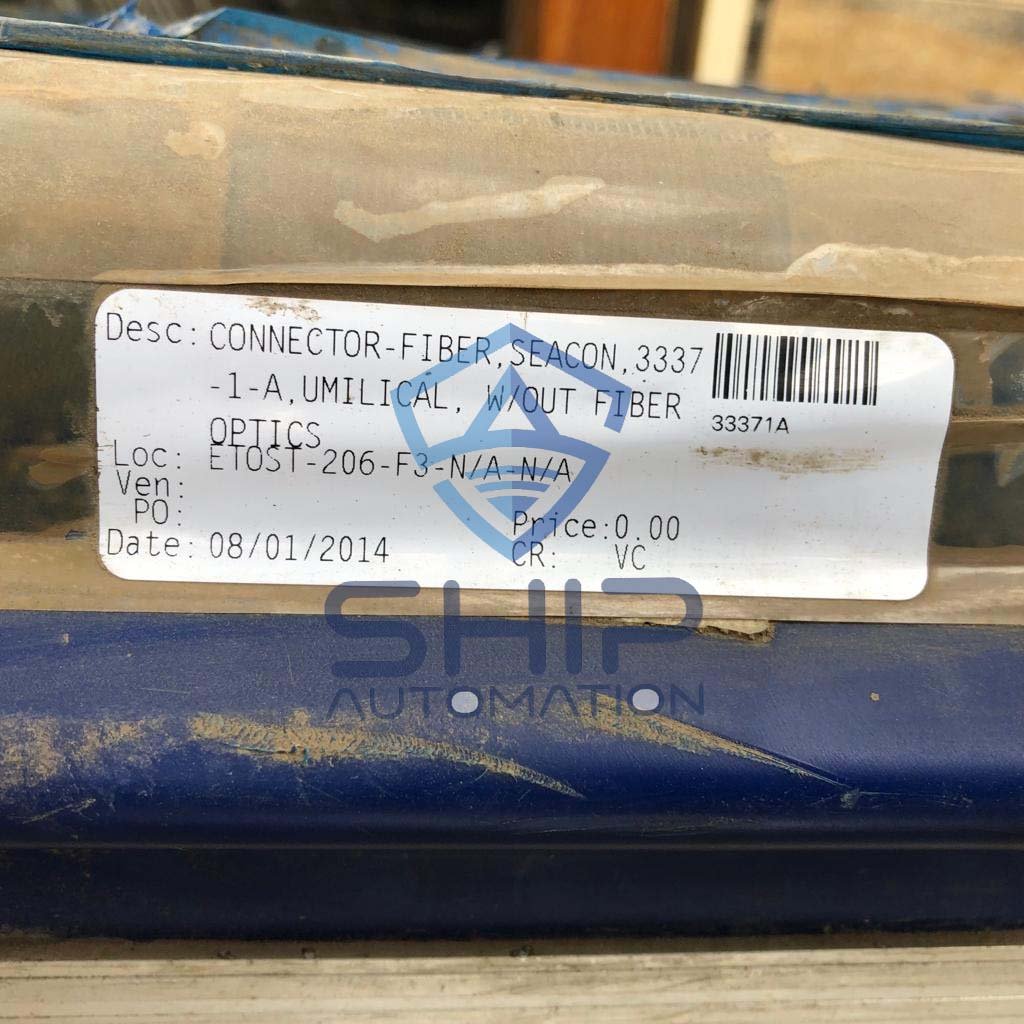 Desc: CONNECTOR-FIBER,SEACON,3337
-1-A,UMILICAL, W/OUT FIBER
OPTICS
33371A
Loc: ETOST-206-F3-N/A-N/A
Ven:
PO:
Price:0.00
Date: 08/01/2014
CR: VC
SHIP
AUTOMATION